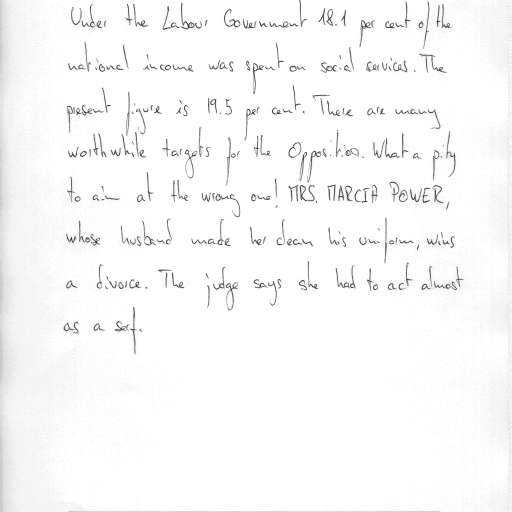 Under the Labour Government 18.1 per cent of the
national income was spent on social services. The
present figure is 19.5 per cent. There are many
worthwhile targets for the Opposition. What a pity
to aim at the wrong one! MRS. MARCIA POWER,
whose husband made her clean his uniform, wins
a divorce. The judge says she had to act almost
as a serf.